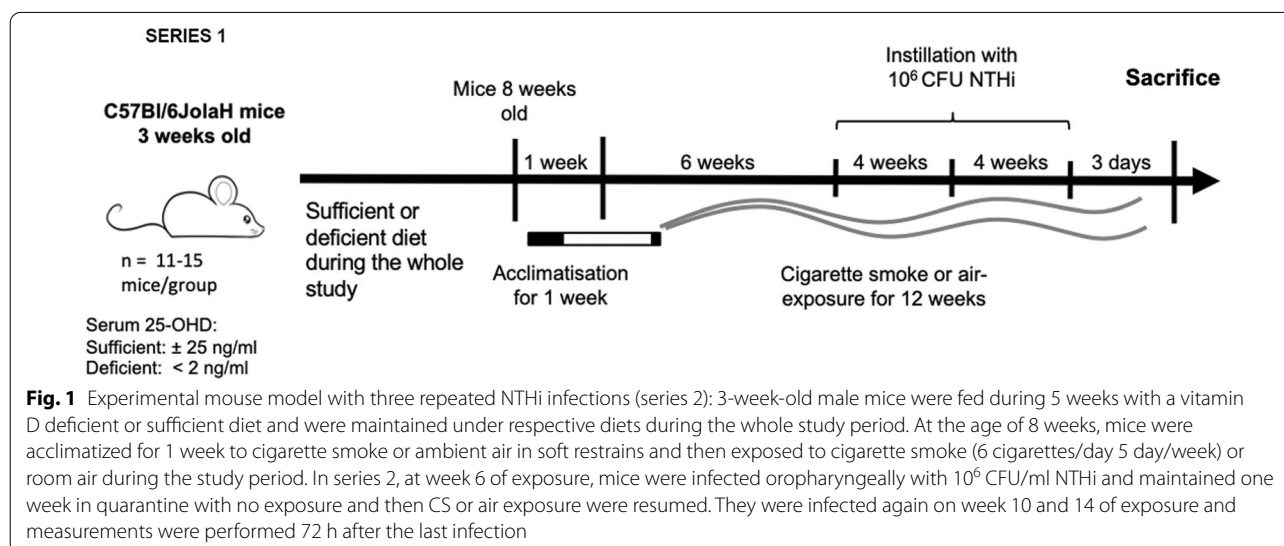 SERIES 1
C57Bl/6JolaH mice
3 weeks old
n = 11-15
mice/group
Serum 25-OHD:
Sufficient: ± 25 ng/ml
Deficient: < 2 ng/ml
Mice 8 weeks
old
Instillation with
10⁶ CFU NTHi
Sacrifice
1 week
6 weeks
4 weeks
4 weeks
3 days
Sufficient or
deficient diet
during the whole
study
Acclimatisation
for 1 week
Cigarette smoke or air-
exposure for 12 weeks
Fig. 1 Experimental mouse model with three repeated NTHi infections (series 2): 3-week-old male mice were fed during 5 weeks with a vitamin
D deficient or sufficient diet and were maintained under respective diets during the whole study period. At the age of 8 weeks, mice were
acclimatized for 1 week to cigarette smoke or ambient air in soft restrains and then exposed to cigarette smoke (6 cigarettes/day 5 day/week) or
room air during the study period. In series 2, at week 6 of exposure, mice were infected oropharyngeally with 10⁶ CFU/ml NTHi and maintained one
week in quarantine with no exposure and then CS or air exposure were resumed. They were infected again on week 10 and 14 of exposure and
measurements were performed 72 h after the last infection